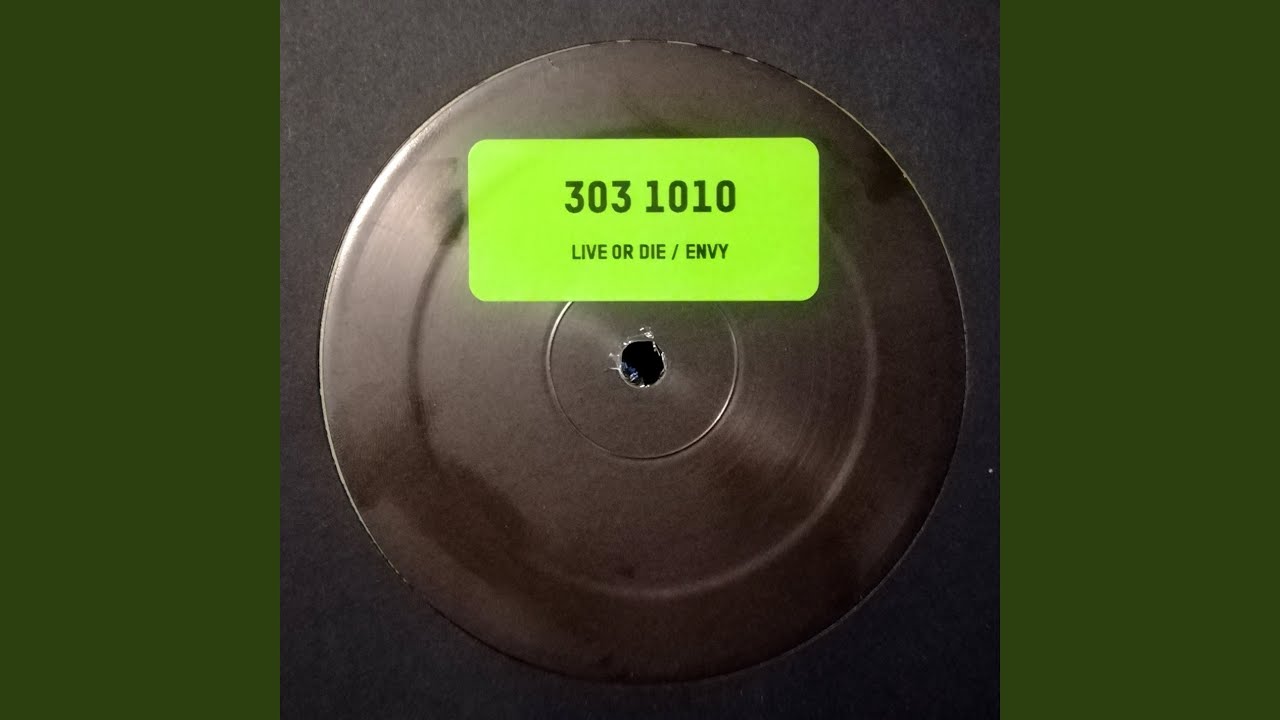 303 1010
LIVE OR DIE / ENVY